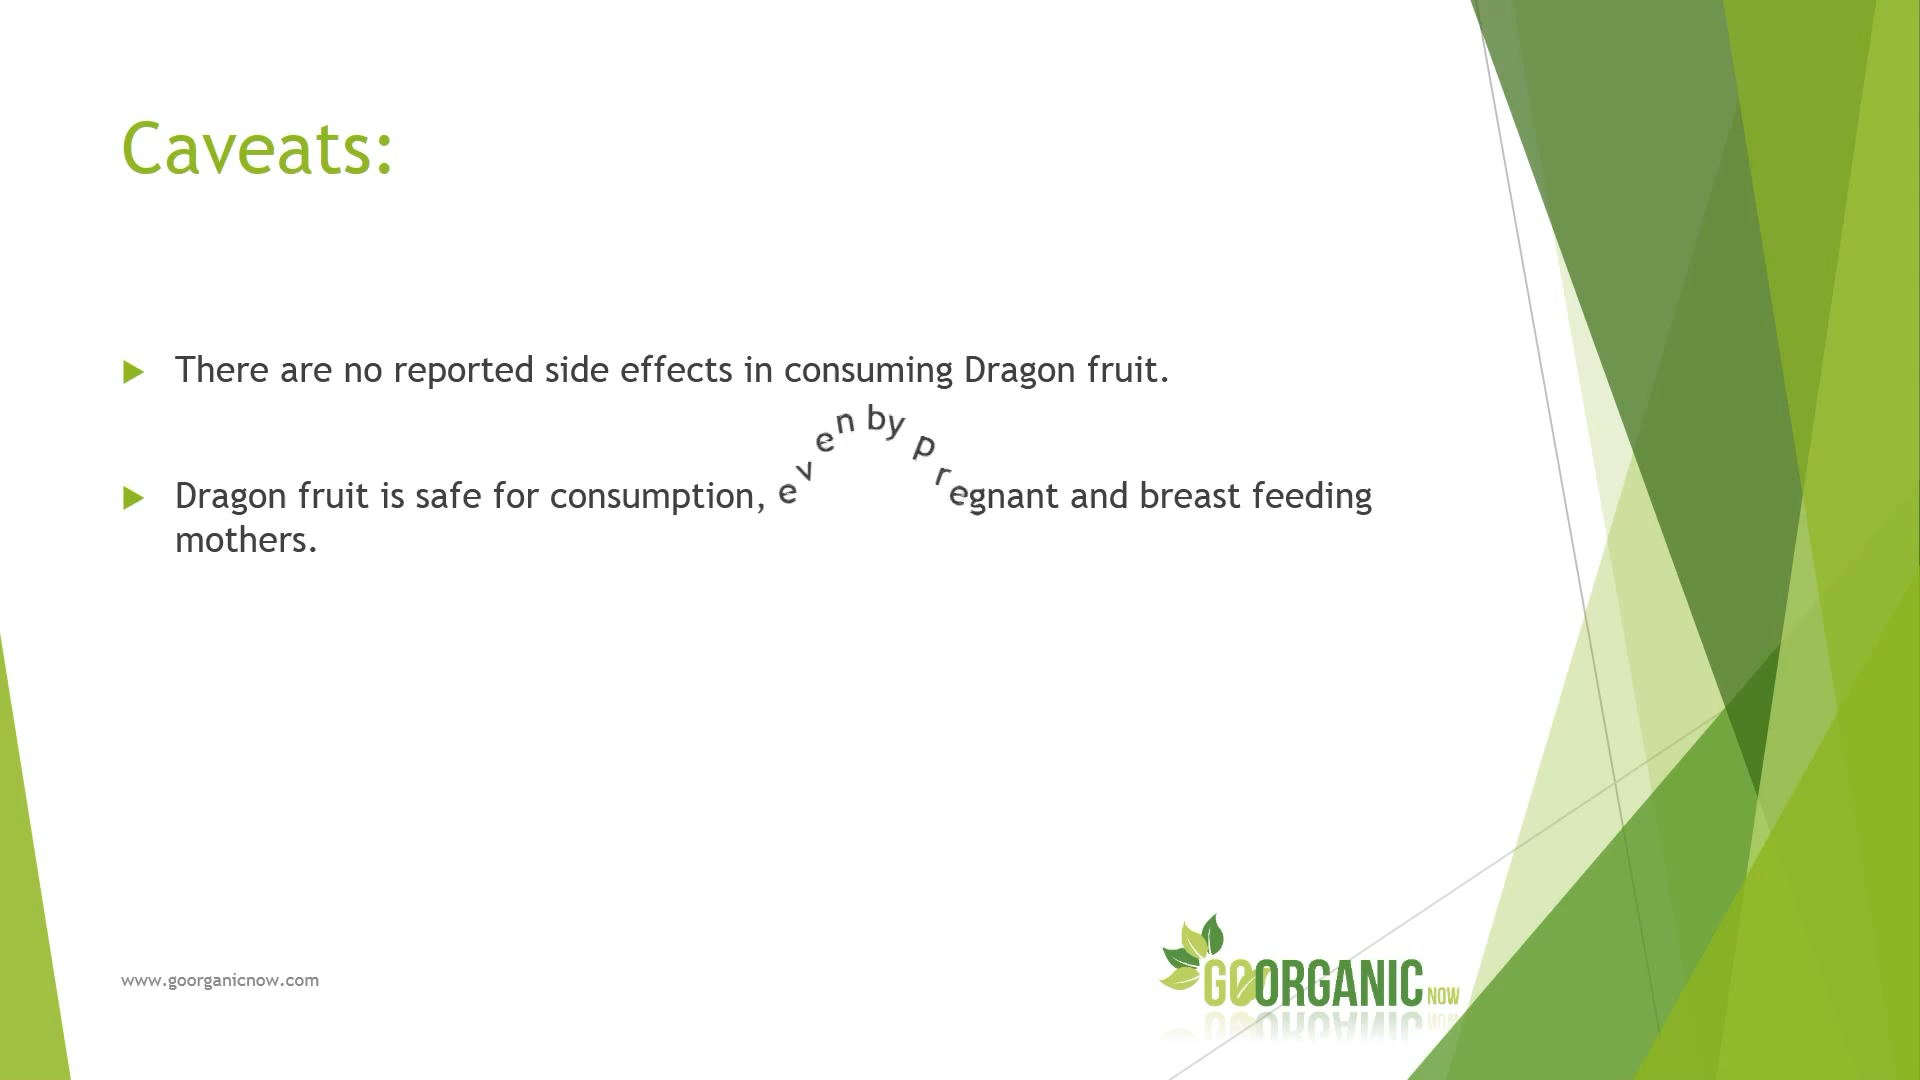 Caveats:
There are no reported side effects in consuming Dragon fruit.
Dragon fruit is safe for consumption, even by pregnant and breast feeding
mothers.
www.goorganicnow.com
GOORGANIC NOW